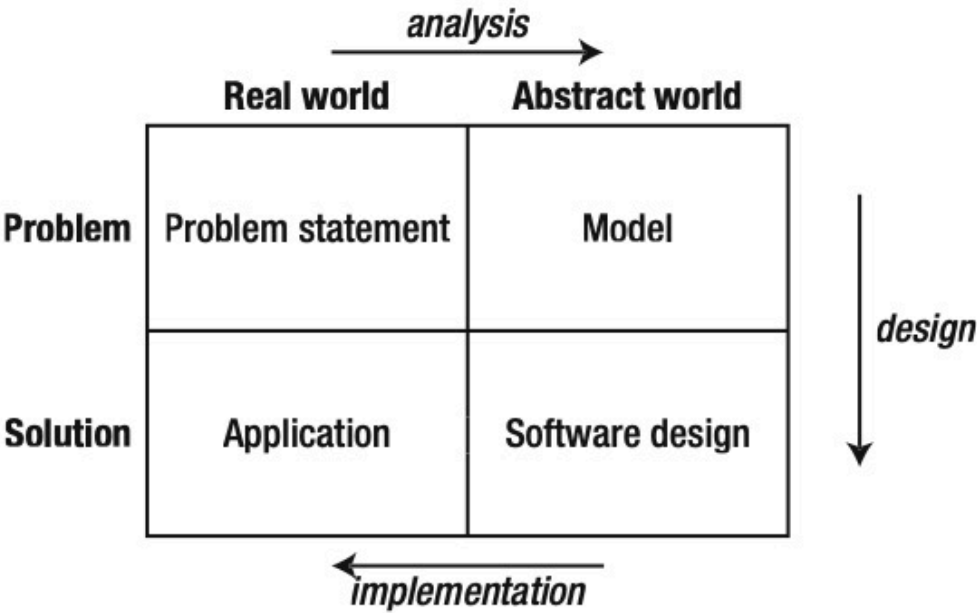 analysis
Real world Abstract world
Problem Problem statement Model
design
Solution Application Software design
implementation